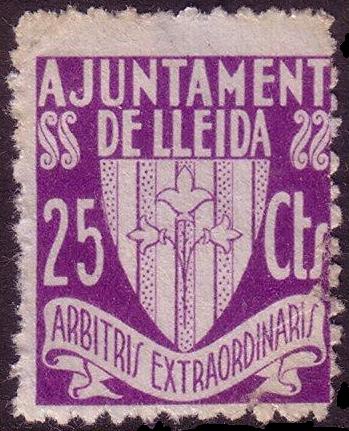 AJUNTAMENT
DE LLEIDA
25 Cts
ARBITRIS EXTRAORDINARIS